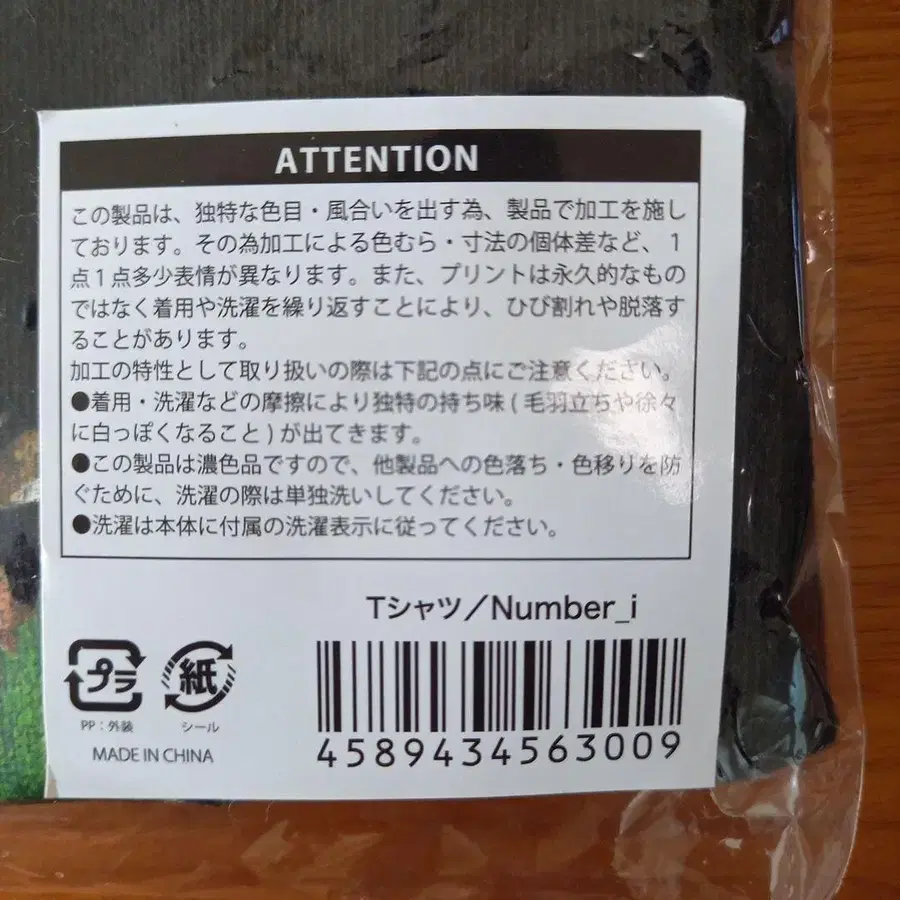 ATTENTION
この製品は、独特な色目・風合いを出す為、製品で加工を施し
ております。その為加工による色むら・寸法の個体差など、1
点1点多少表情が異なります。また、プリントは永久的なもの
ではなく着用や洗濯を繰り返すことにより、ひび割れや脱落す
ることがあります。
加工の特性として取り扱いの際は下記の点にご注意ください。
●着用・洗濯などの摩擦により独特の持ち味(毛羽立ちや徐々
に白っぽくなること)が出てきます。
●この製品は濃色品ですので、他製品への色落ち・色移りを防
ぐために、洗濯の際は単独洗いしてください。
●洗濯は本体に付属の洗濯表示に従ってください。
Tシャツ／Number_i
プラ 紙
PP：外装 シール
MADE IN CHINA
4589434563009